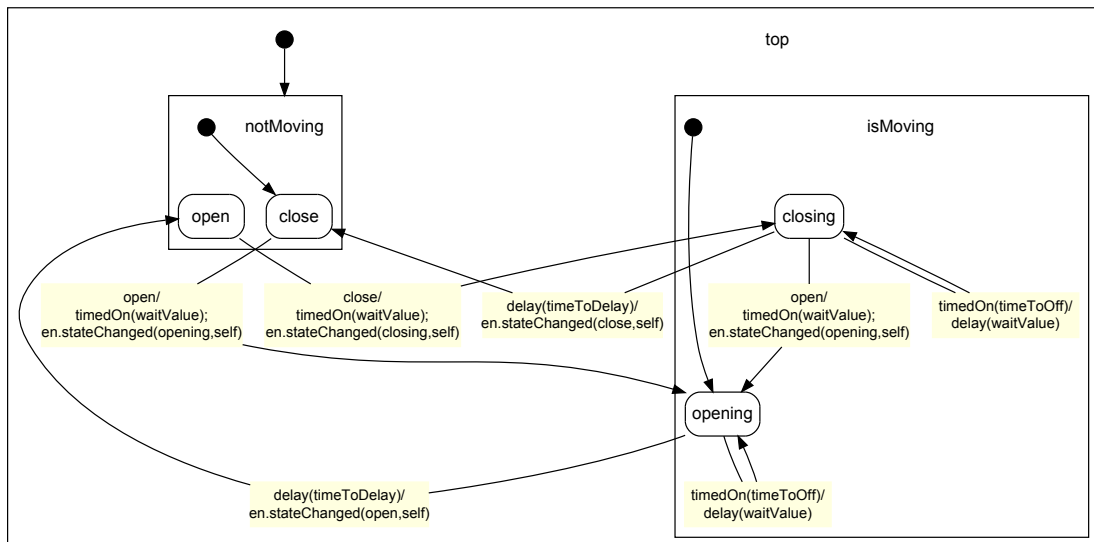 top
notMoving
isMoving
open
close
closing
open/
timedOn(waitValue);
en.stateChanged(opening,self)
close/
timedOn(waitValue);
en.stateChanged(closing,self)
delay(timeToDelay)/
en.stateChanged(close,self)
open/
timedOn(waitValue);
en.stateChanged(opening,self)
timedOn(timeToOff)/
delay(waitValue)
opening
delay(timeToDelay)/
en.stateChanged(open,self)
timedOn(timeToOff)/
delay(waitValue)